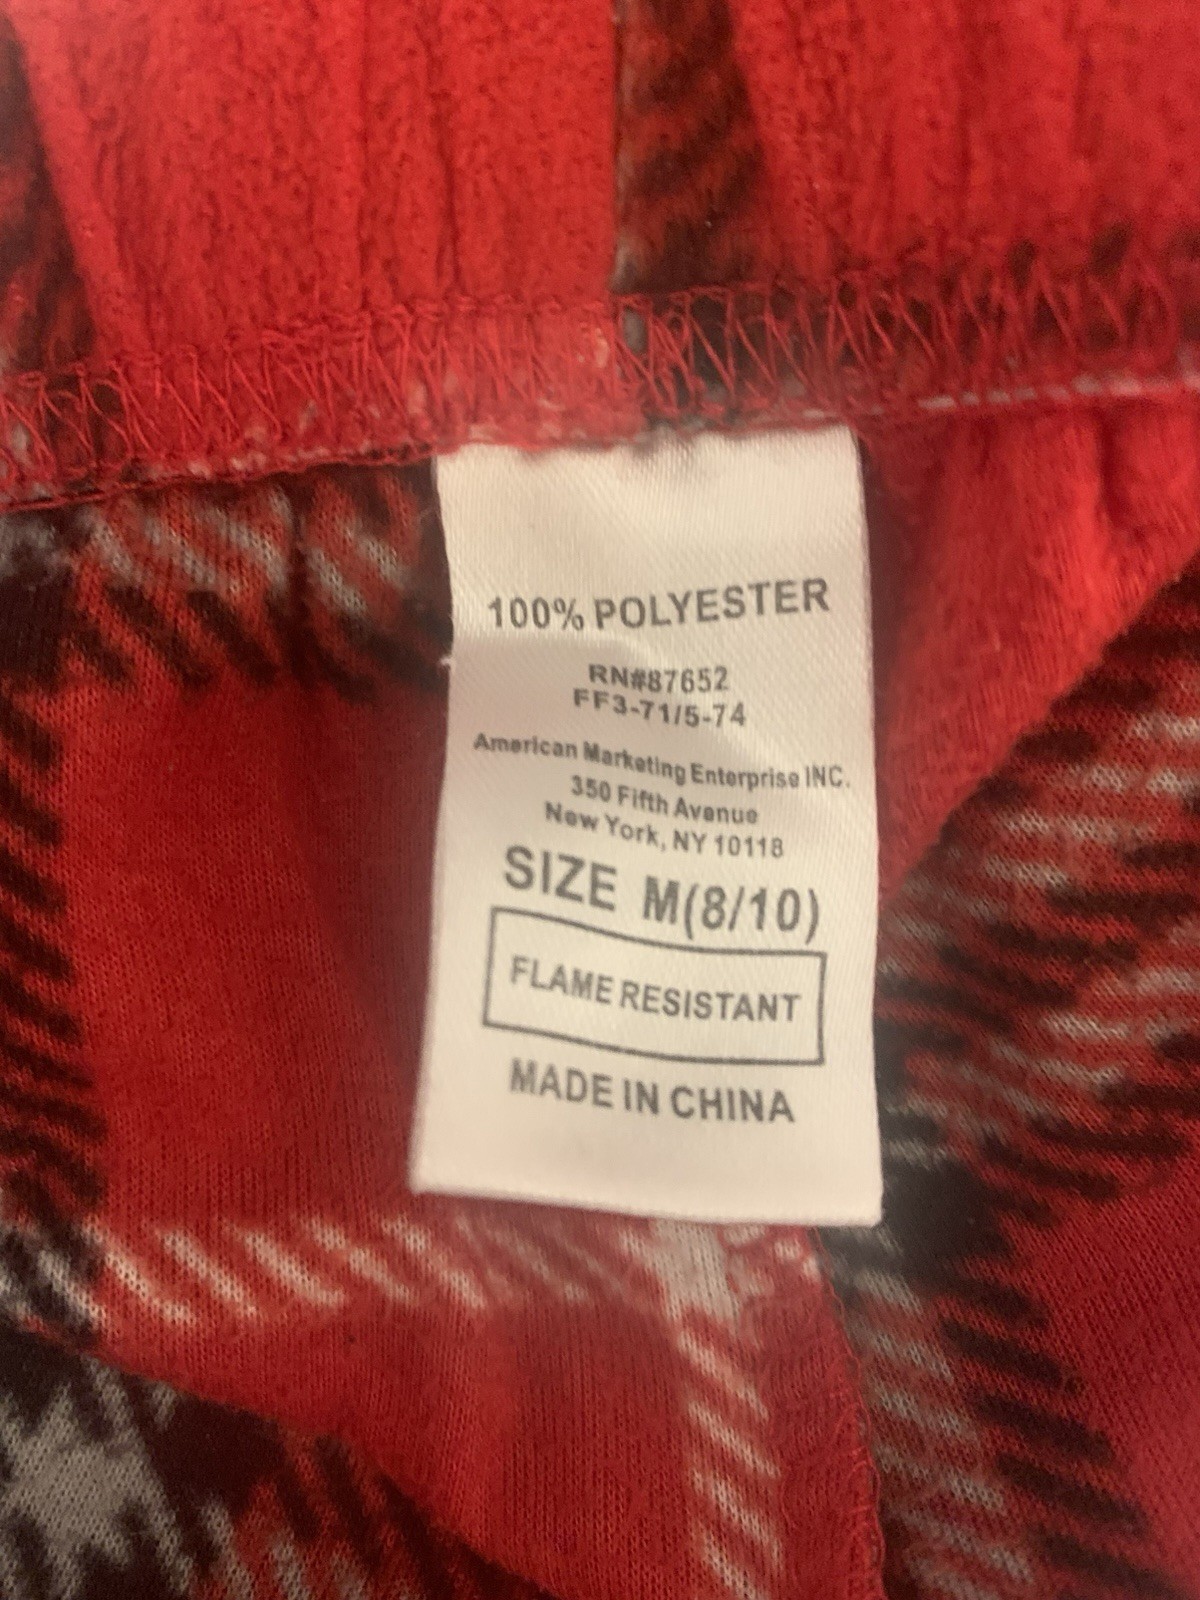 100% POLYESTER
RN#87652
FF3-71/5-74
American Marketing Enterprise INC.
350 Fifth Avenue
New York, NY 10118
SIZE M(8/10)
FLAME RESISTANT
MADE IN CHINA